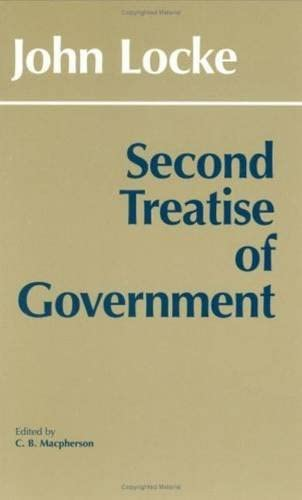 John Locke
Second
Treatise
of
Government
Edited by
C. B. Macpherson